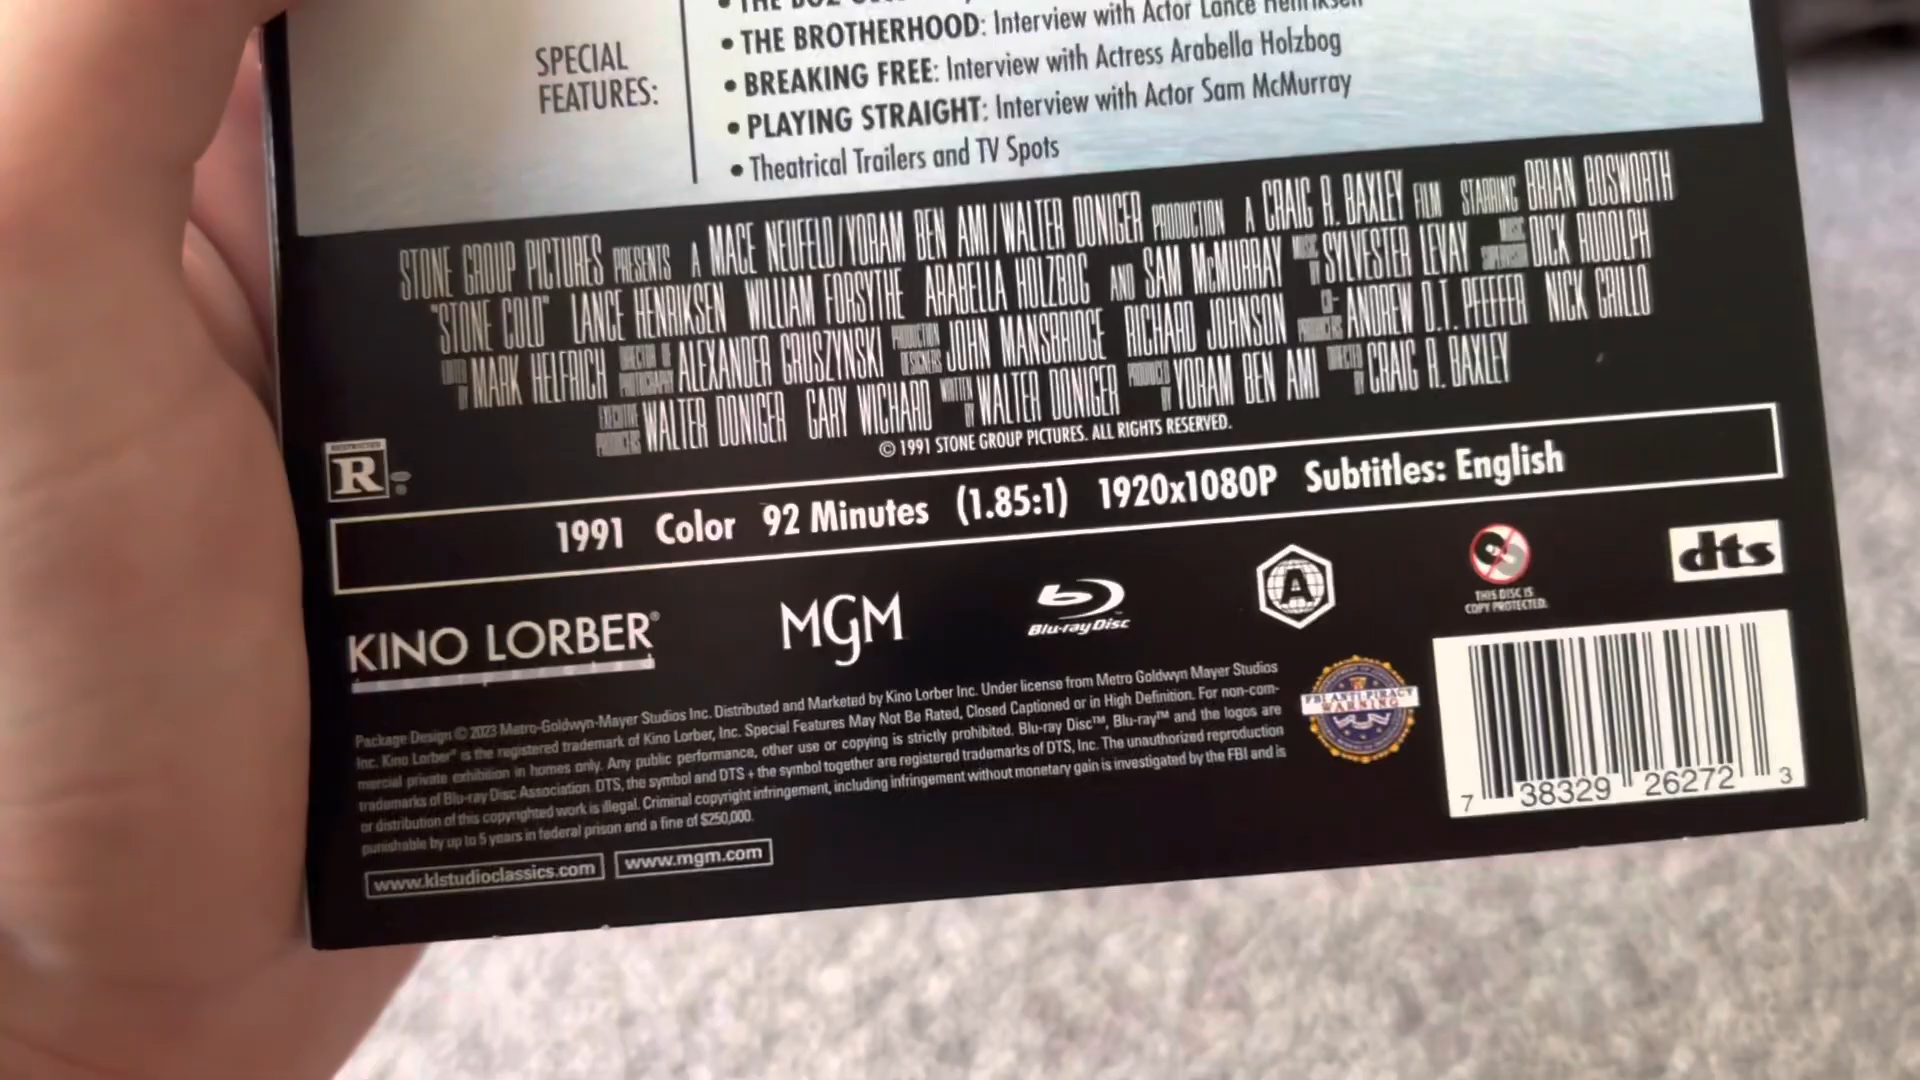 • THE BROTHERHOOD: Interview with Actor Lance Henriksen
SPECIAL FEATURES:
• BREAKING FREE: Interview with Actress Arabella Holzbog
• PLAYING STRAIGHT: Interview with Actor Sam McMurray
• Theatrical Trailers and TV Spots
STONE GROUP PICTURES PRESENTS A MACE NEUFELD/YORAM BEN AMI/WALTER DONIGER PRODUCTION A CRAIG R. BAXLEY FILM STARRING BRIAN BOSWORTH
"STONE COLD" LANCE HENRIKSEN WILLIAM FORSYTHE ARABELLA HOLZBOG AND SAM McMURRAY MUSIC BY SYLVESTER LEVAY MUSIC SUPERVISOR DICK RUDOLPH
EDITED BY MARK HELFRICH DIRECTOR OF PHOTOGRAPHY ALEXANDER GRUSZYNSKI PRODUCTION DESIGNERS JOHN MANSBRIDGE RICHARD JOHNSON CO-PRODUCERS ANDREW D.T. PFEFFER NICK GRILLO
EXECUTIVE PRODUCERS WALTER DONIGER GARY WICHARD WRITTEN BY WALTER DONIGER PRODUCED BY YORAM BEN AMI DIRECTED BY CRAIG R. BAXLEY
© 1991 STONE GROUP PICTURES. ALL RIGHTS RESERVED.
RESTRICTED
R
1991 Color 92 Minutes (1.85:1) 1920x1080P Subtitles: English
KINO LORBER® MGM Blu-ray Disc™ A THIS DISC IS COPY PROTECTED. dts
Package Design © 2023 Metro-Goldwyn-Mayer Studios Inc. Distributed and Marketed by Kino Lorber Inc. Under license from Metro Goldwyn Mayer Studios
Inc. Kino Lorber® is the registered trademark of Kino Lorber, Inc. Special Features May Not Be Rated, Closed Captioned or in High Definition. For non-com-
mercial private exhibition in homes only. Any public performance, other use or copying is strictly prohibited. Blu-ray Disc™, Blu-ray™ and the logos are
trademarks of Blu-ray Disc Association. DTS, the symbol and DTS + the symbol together are registered trademarks of DTS, Inc. The unauthorized reproduction
or distribution of this copyrighted work is illegal. Criminal copyright infringement, including infringement without monetary gain is investigated by the FBI and is
punishable by up to 5 years in federal prison and a fine of $250,000.
FBI ANTI-PIRACY
WARNING
7 38329 26272 3
www.klstudioclassics.com www.mgm.com